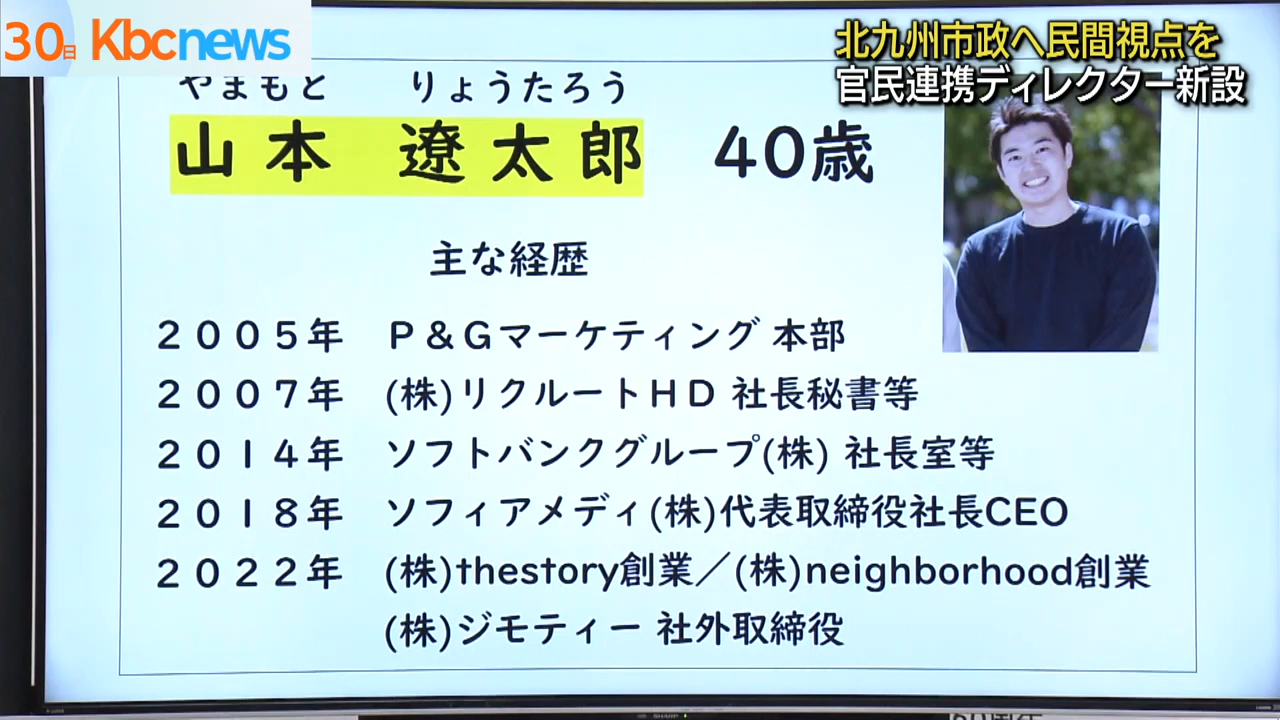 30日 Kbcnews
北九州市政へ民間視点を
官民連携ディレクター新設
やまもと りょうたろう
山本 遼太郎 40歳
主な経歴
2005年 P&Gマーケティング 本部
2007年 (株)リクルートHD 社長秘書等
2014年 ソフトバンクグループ(株) 社長室等
2018年 ソフィアメディ(株)代表取締役社長CEO
2022年 (株)thestory創業／(株)neighborhood創業
(株)ジモティー 社外取締役
SHARP